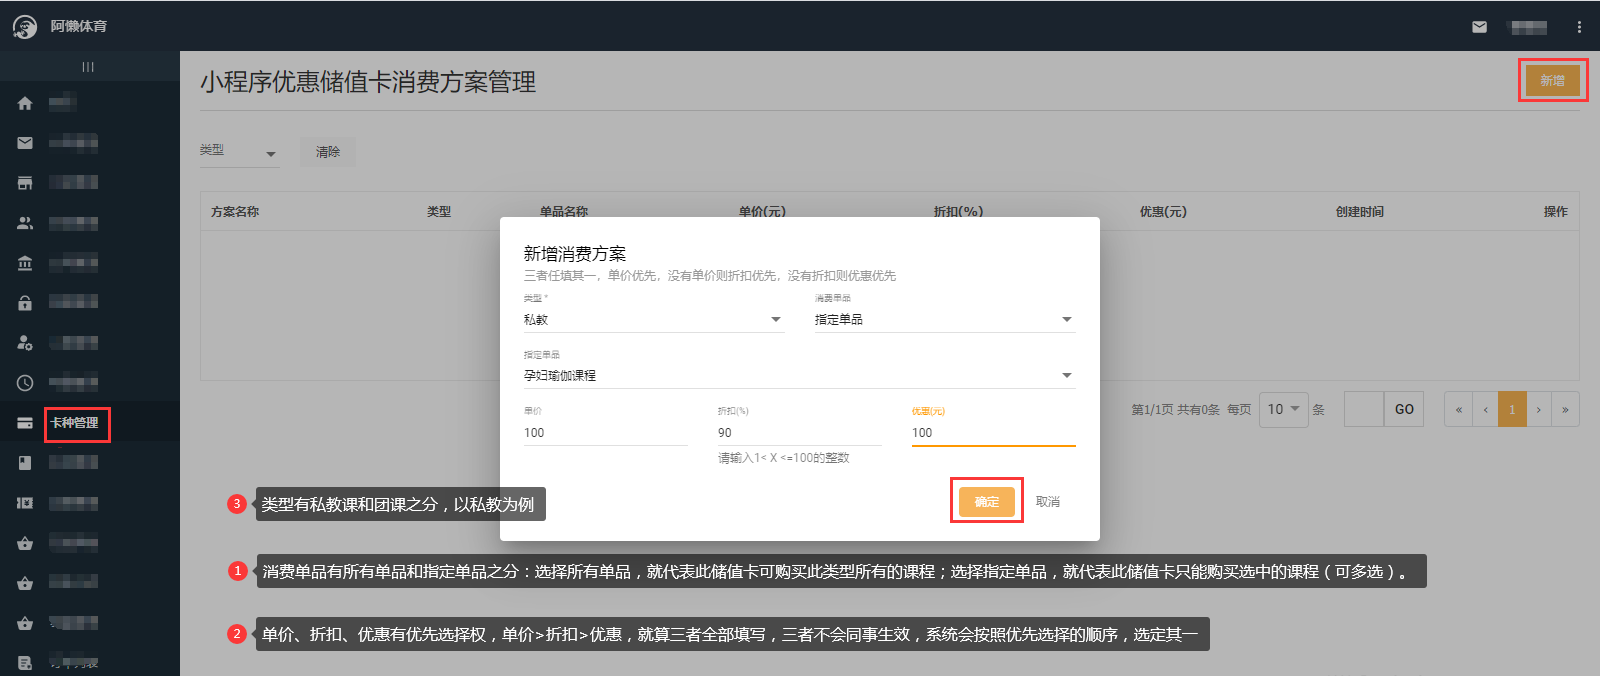 阿懒体育
小程序优惠储值卡消费方案管理
新增
类型
清除
方案名称 类型 单品名称 单价(元) 折扣(%) 优惠(元) 创建时间 操作
新增消费方案
三者任填其一，单价优先，没有单价则折扣优先，没有折扣则优惠优先
类型 * 消费单品
私教 指定单品
指定单品
孕妇瑜伽课程
单价 折扣(%) 优惠(元)
100 90 100
请输入1< X <=100的整数
确定 取消
第1/1页 共有0条 每页 10 条 GO « ‹ 1 › »
卡种管理
3 类型有私教课和团课之分，以私教为例
1 消费单品有所有单品和指定单品之分：选择所有单品，就代表此储值卡可购买此类型所有的课程；选择指定单品，就代表此储值卡只能购买选中的课程（可多选）。
2 单价、折扣、优惠有优先选择权，单价>折扣>优惠，就算三者全部填写，三者不会同事生效，系统会按照优先选择的顺序，选定其一